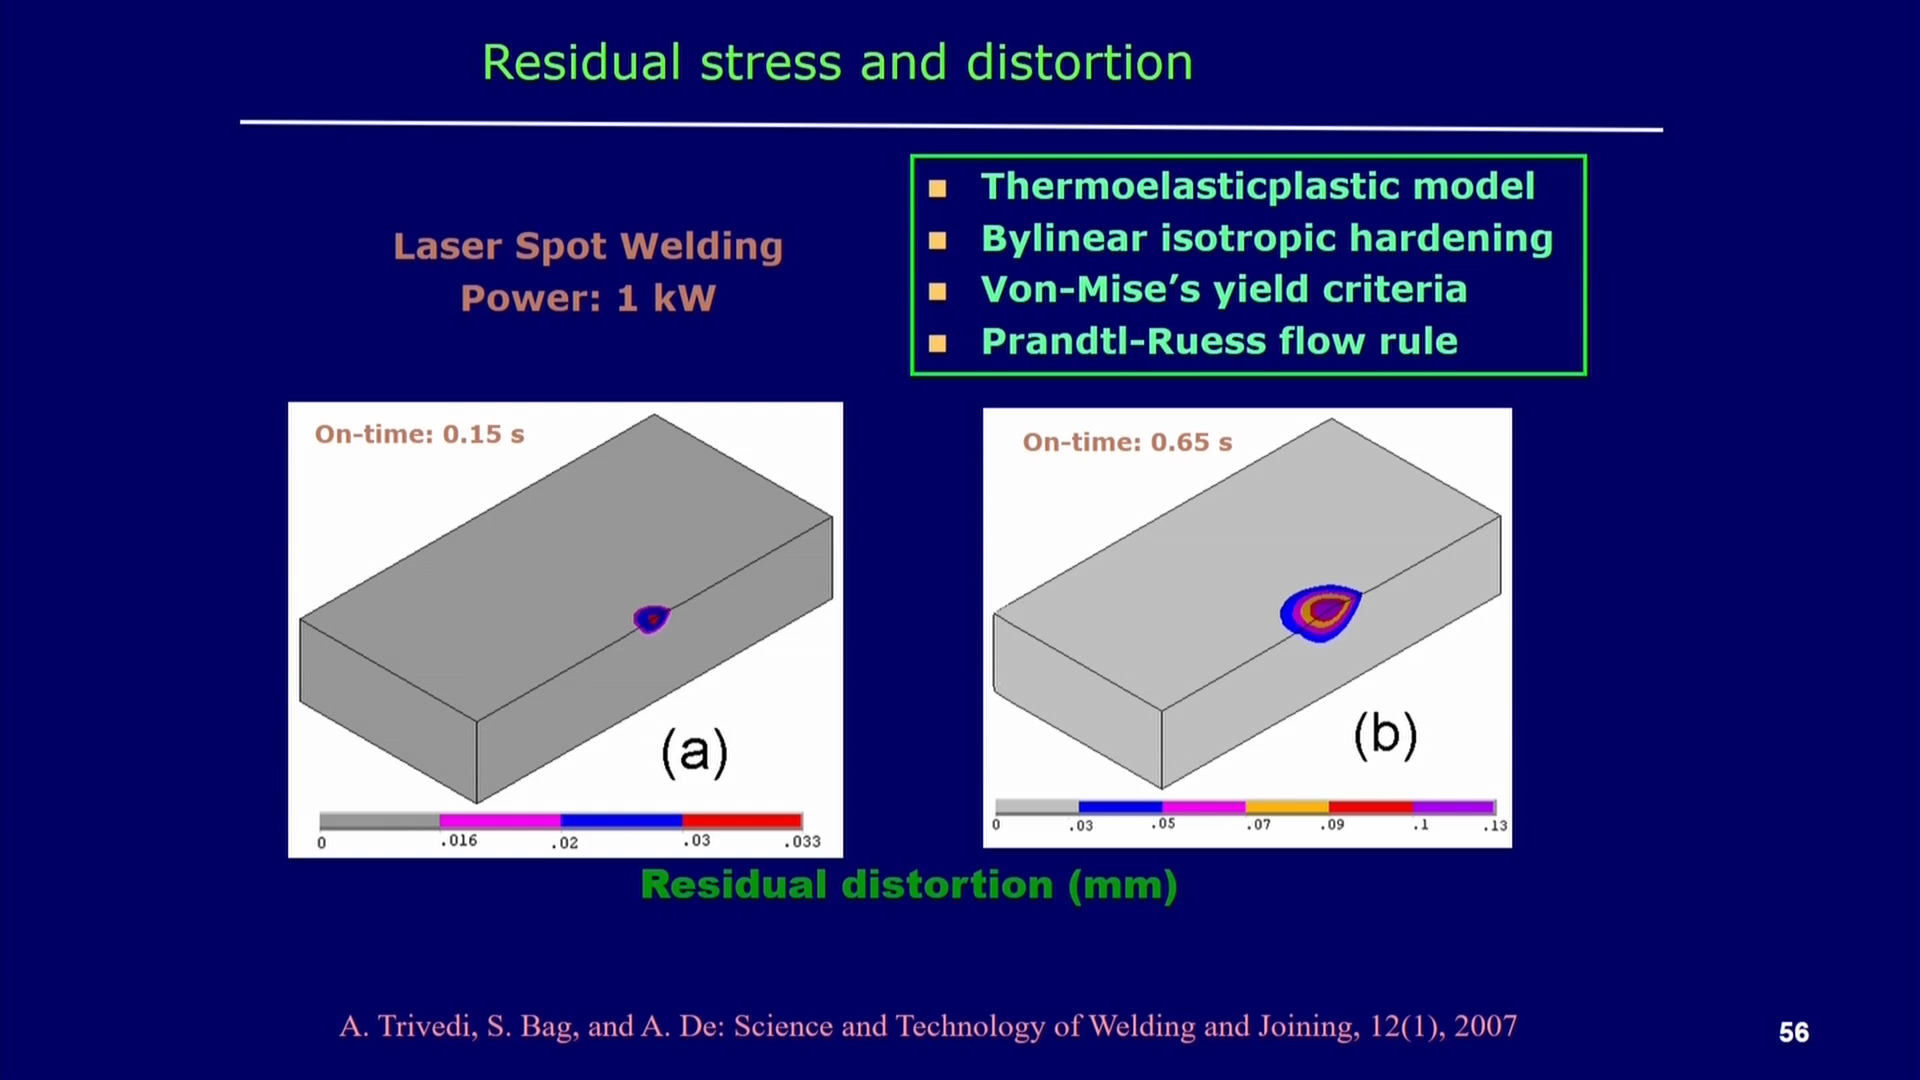 Residual stress and distortion
Laser Spot Welding
Power: 1 kW
Thermoelasticplastic model
Bylinear isotropic hardening
Von-Mise’s yield criteria
Prandtl-Ruess flow rule
On-time: 0.15 s
(a)
0 .016 .02 .03 .033
On-time: 0.65 s
(b)
0 .03 .05 .07 .09 .1 .13
Residual distortion (mm)
A. Trivedi, S. Bag, and A. De: Science and Technology of Welding and Joining, 12(1), 2007
56